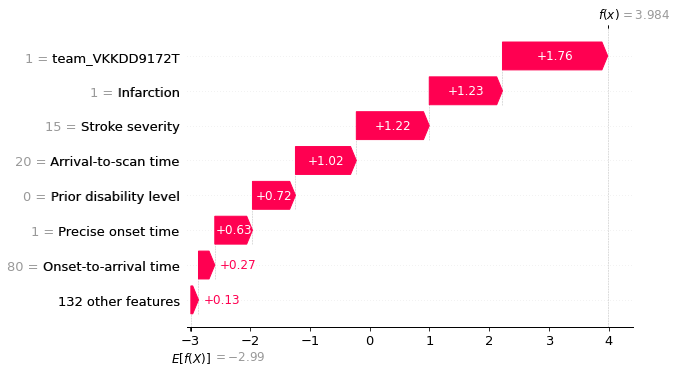 f(x) = 3.984
1 = team_VKKDD9172T
+1.76
1 = Infarction
+1.23
15 = Stroke severity
+1.22
20 = Arrival-to-scan time
+1.02
0 = Prior disability level
+0.72
1 = Precise onset time
+0.63
80 = Onset-to-arrival time
+0.27
132 other features
+0.13
−3 −2 −1 0 1 2 3 4
E[f(X)] = −2.99